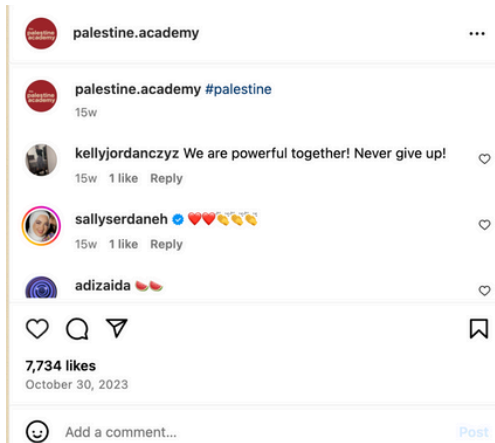 palestine.academy
palestine.academy #palestine
15w
kellyjordanczyz We are powerful together! Never give up!
15w 1 like Reply
sallyserdaneh ❤️❤️👏👏👏
15w 1 like Reply
adizaida 🍉🍉
7,734 likes
October 30, 2023
Add a comment...
Post